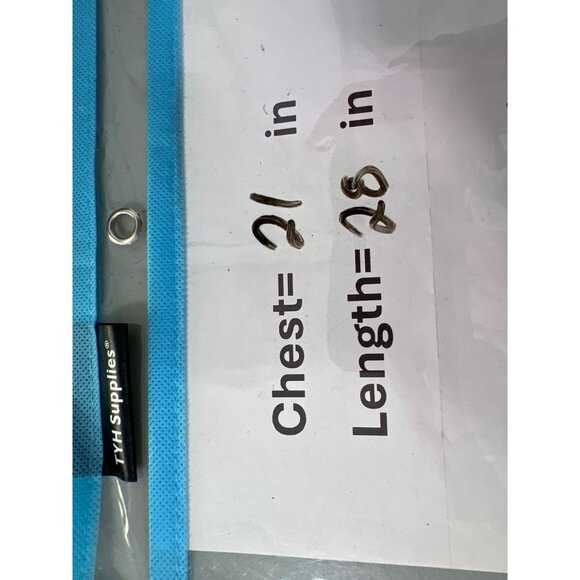 Chest= 21 in
Length= 28 in
TYH Supplies®